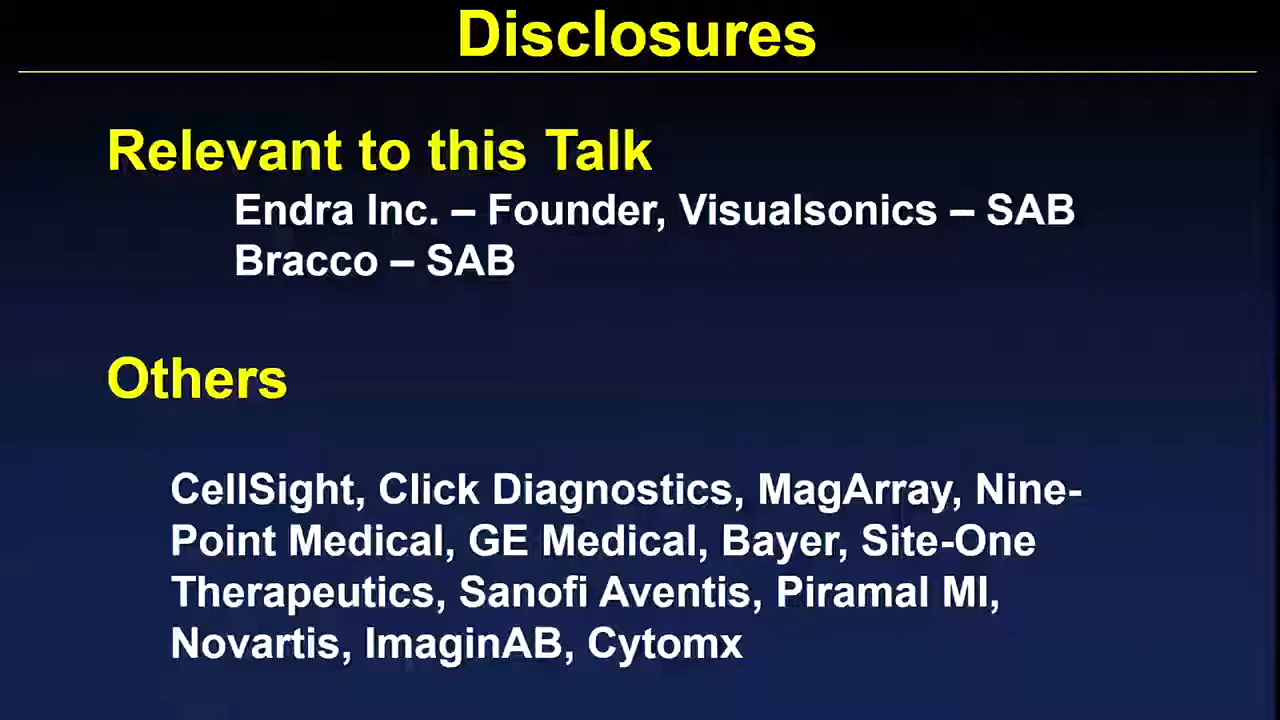 Disclosures
Relevant to this Talk
Endra Inc. – Founder, Visualsonics – SAB
Bracco – SAB
Others
CellSight, Click Diagnostics, MagArray, Nine-
Point Medical, GE Medical, Bayer, Site-One
Therapeutics, Sanofi Aventis, Piramal MI,
Novartis, ImaginAB, Cytomx